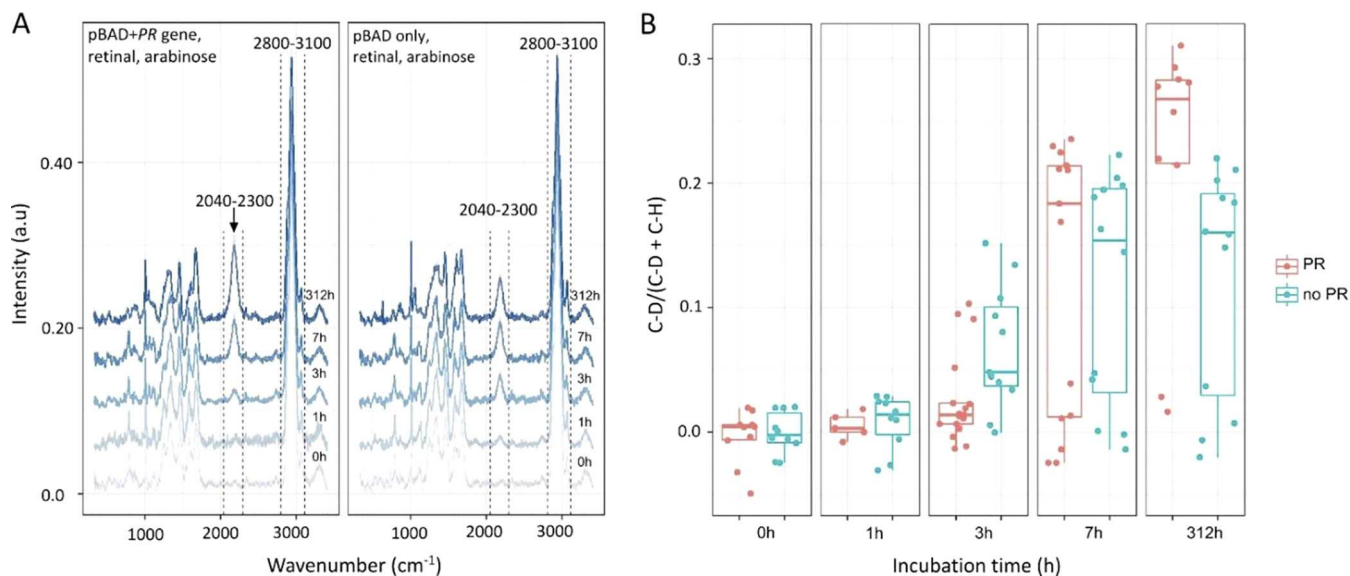 A
pBAD+PR gene,
retinal, arabinose
2800-3100
2040-2300
312h
7h
3h
1h
0h
pBAD only,
retinal, arabinose
2800-3100
2040-2300
312h
7h
3h
1h
0h
Intensity (a.u)
0.40
0.20
0.0
1000 2000 3000
1000 2000 3000
Wavenumber (cm-1)
B
C-D/(C-D + C-H)
0.3
0.2
0.1
0.0
0h 1h 3h 7h 312h
Incubation time (h)
PR
no PR